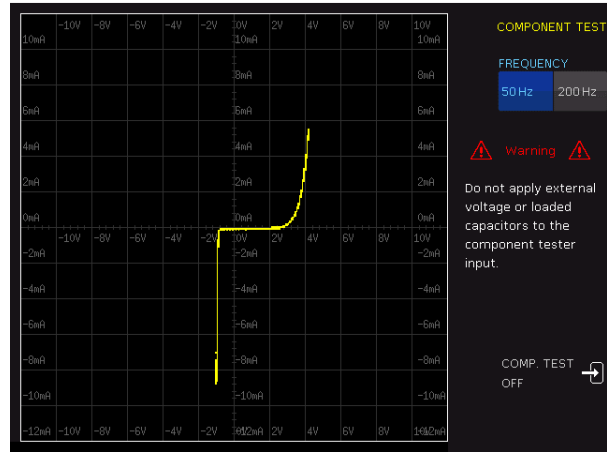 -10V -8V -6V -4V -2V 0V 2V 4V 6V 8V 10V
10mA 10mA 10mA
8mA 8mA 8mA
6mA 6mA 6mA
4mA 4mA 4mA
2mA 2mA 2mA
0mA 0mA 0mA
-10V -8V -6V -4V -2V 0V 2V 4V 6V 8V 10V
-2mA -2mA -2mA
-4mA -4mA -4mA
-6mA -6mA -6mA
-8mA -8mA -8mA
-10mA -10mA -10mA
-12mA -10V -8V -6V -4V -2V 2V 4V 6V 8V
COMPONENT TEST
FREQUENCY
50Hz 200Hz
Warning
Do not apply external
voltage or loaded
capacitors to the
component tester
input.
COMP. TEST
OFF